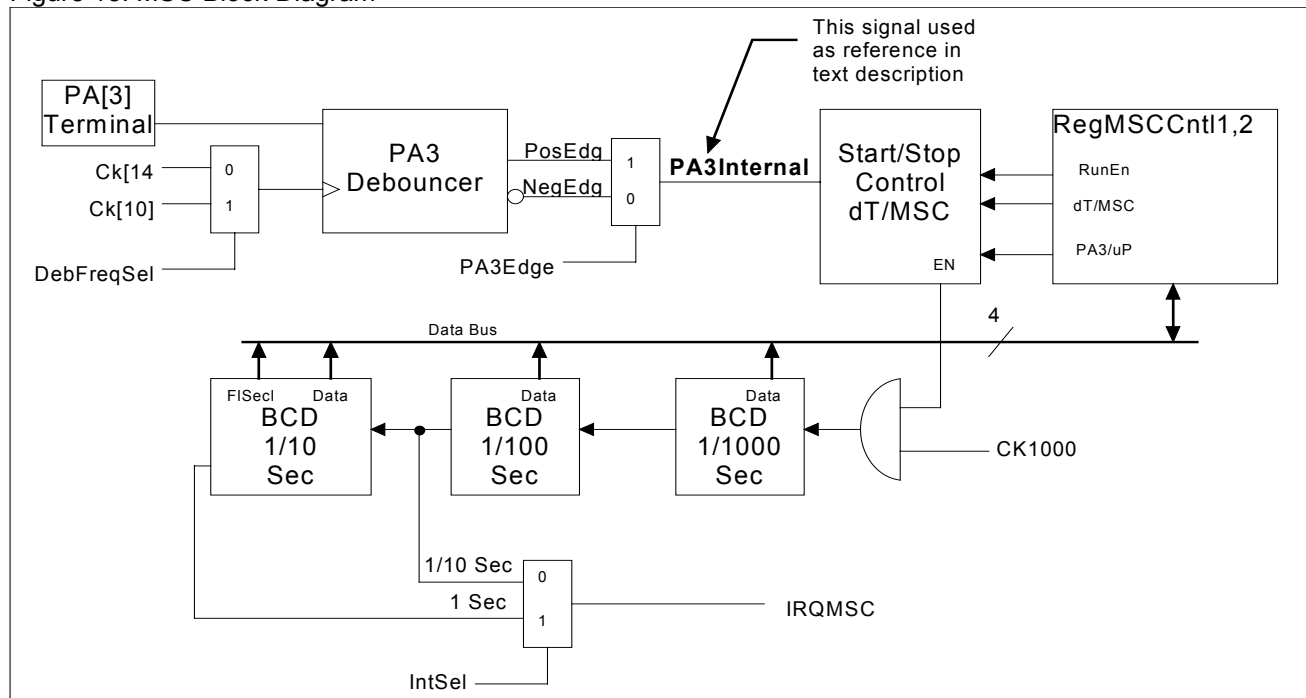 Figure MSC Block Diagram
This signal used
as reference in
text description
PA[3]
Terminal
Ck[14
Ck[10]
0
1
DebFreqSel
PA3
Debouncer
PosEdg
NegEdg
1
0
PA3Edge
PA3Internal
Start/Stop
Control
dT/MSC
EN
RegMSCCntl1,2
RunEn
dT/MSC
PA3/uP
4
Data Bus
FlSecl
Data
BCD
1/10
Sec
Data
BCD
1/100
Sec
Data
BCD
1/1000
Sec
CK1000
1/10 Sec
1 Sec
0
1
IRQMSC
IntSel